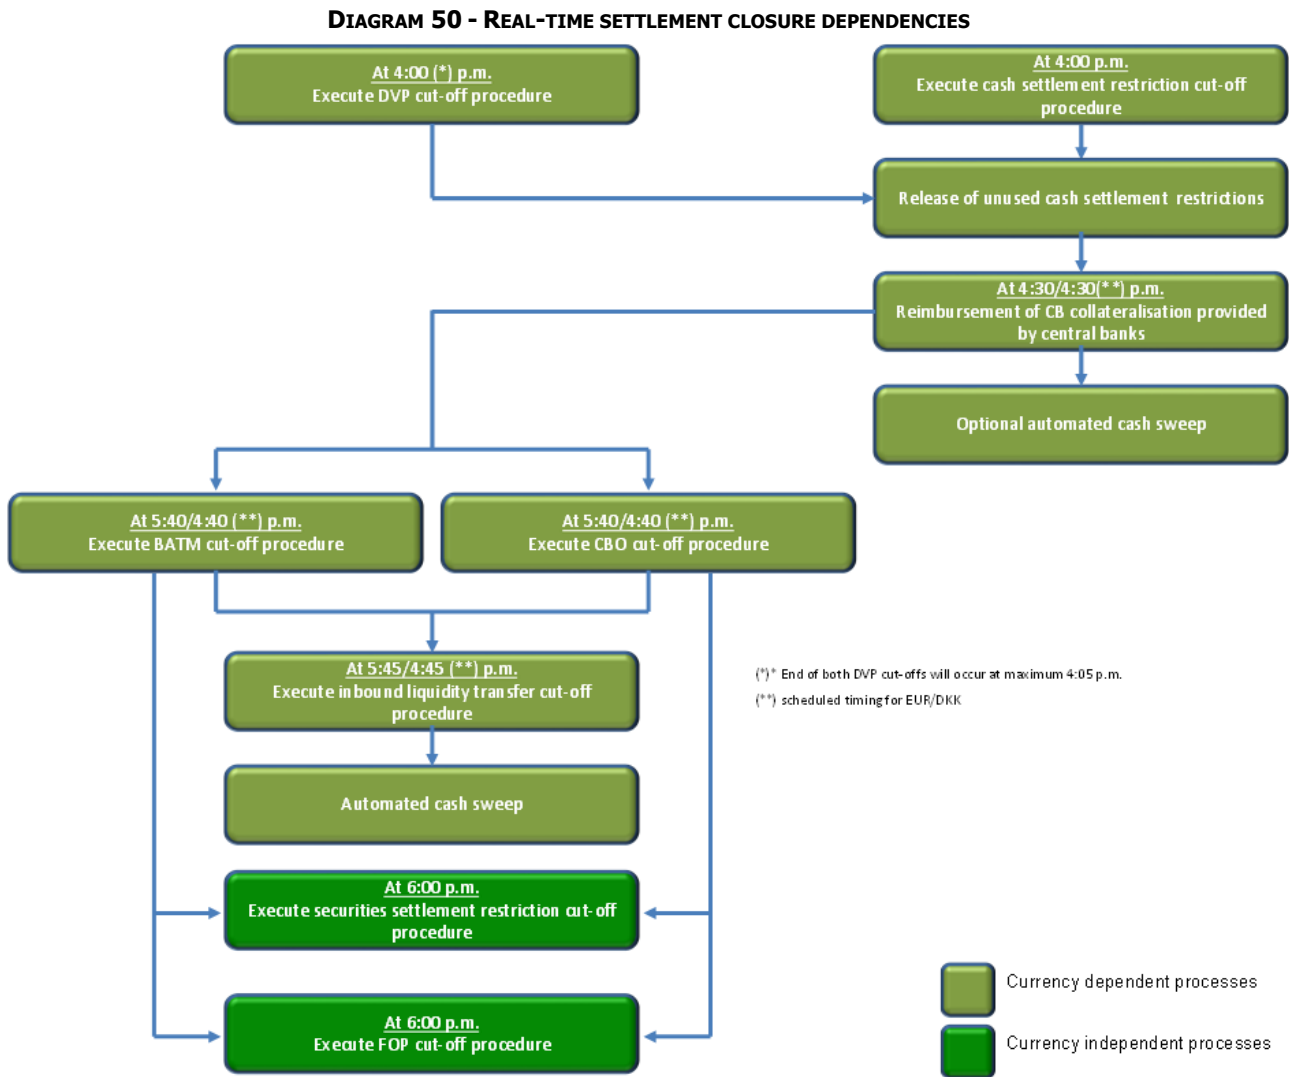 DIAGRAM 50 - REAL-TIME SETTLEMENT CLOSURE DEPENDENCIES
At 4:00 (*) p.m.
Execute DVP cut-off procedure
At 4:00 p.m.
Execute cash settlement restriction cut-off
procedure
Release of unused cash settlement restrictions
At 4:30/4:30(**) p.m.
Reimbursement of CB collateralisation provided
by central banks
Optional automated cash sweep
At 5:40/4:40 (**) p.m.
Execute BATM cut-off procedure
At 5:40/4:40 (**) p.m.
Execute CBO cut-off procedure
At 5:45/4:45 (**) p.m.
Execute inbound liquidity transfer cut-off
procedure
(*)* End of both DVP cut-offs will occur at maximum 4:05 p.m.
(**) scheduled timing for EUR/DKK
Automated cash sweep
At 6:00 p.m.
Execute securities settlement restriction cut-off
procedure
At 6:00 p.m.
Execute FOP cut-off procedure
Currency dependent processes
Currency independent processes